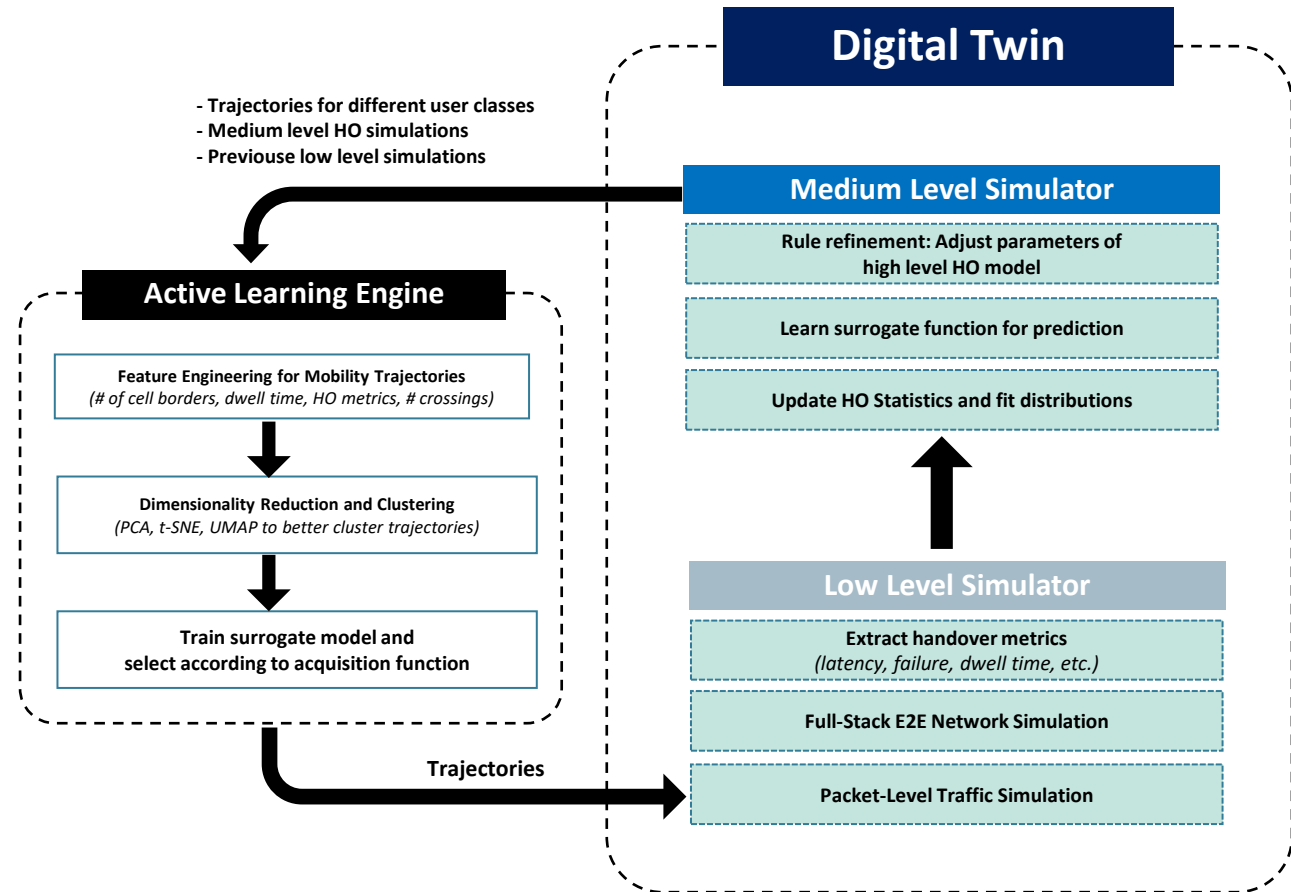 Digital Twin
- Trajectories for different user classes
- Medium level HO simulations
- Previouse low level simulations
Medium Level Simulator
Rule refinement: Adjust parameters of
high level HO model
Learn surrogate function for prediction
Update HO Statistics and fit distributions
Active Learning Engine
Feature Engineering for Mobility Trajectories
(# of cell borders, dwell time, HO metrics, # crossings)
Dimensionality Reduction and Clustering
(PCA, t-SNE, UMAP to better cluster trajectories)
Train surrogate model and
select according to acquisition function
Trajectories
Low Level Simulator
Extract handover metrics
(latency, failure, dwell time, etc.)
Full-Stack E2E Network Simulation
Packet-Level Traffic Simulation